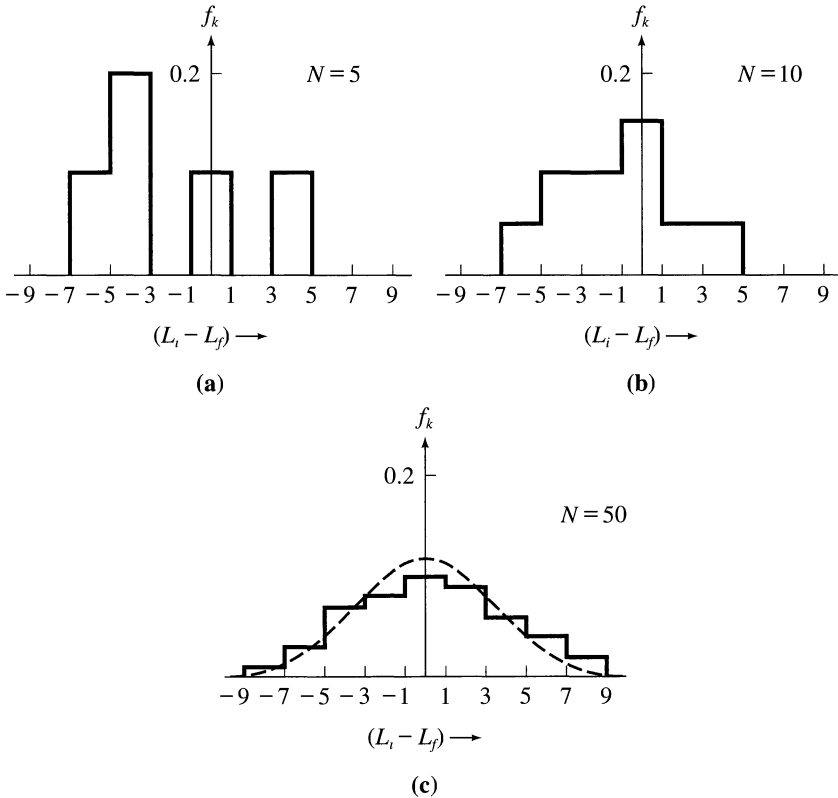 f_k
f_k
0.2
N = 5
0.2
N = 10
−9 −7 −5 −3 −1 1 3 5 7 9
−9 −7 −5 −3 −1 1 3 5 7 9
(L_ι − L_f) →
(L_i − L_f) →
(a)
(b)
f_k
0.2
N = 50
−9 −7 −5 −3 −1 1 3 5 7 9
(L_ι − L_f) →
(c)